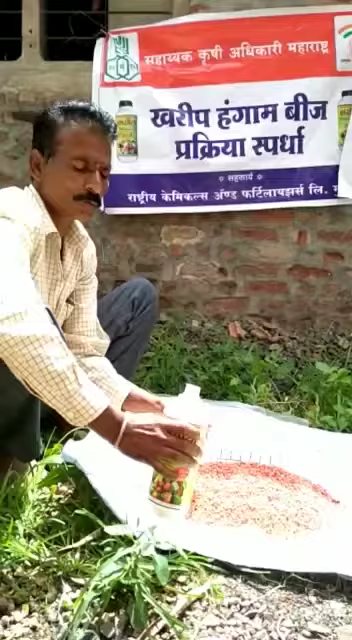 सहाय्यक कृषी अधिकारी महाराष्ट्र
खरीप हंगाम बीज
प्रक्रिया स्पर्धा
सहकार्य
राष्ट्रीय केमिकल्स अँण्ड फर्टिलायझर्स लि.